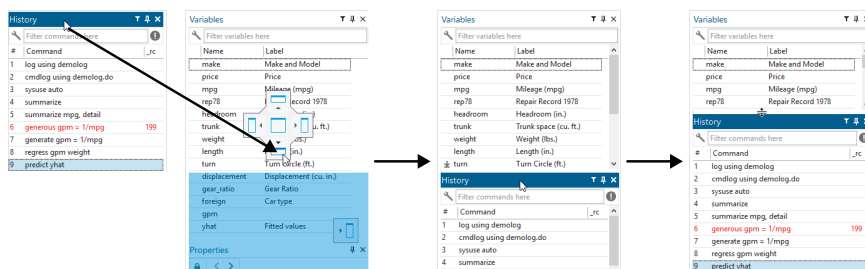 History
Filter commands here
# Command _rc
1 log using demolog
2 cmdlog using demolog.do
3 sysuse auto
4 summarize
5 summarize mpg, detail
6 generous gpm = 1/mpg 199
7 generate gpm = 1/mpg
8 regress gpm weight
9 predict yhat
Variables
Filter variables here
Name Label
make Make and Model
price Price
mpg Mileage (mpg)
rep78 Record 1978
headroom (in.)
trunk (cu. ft.)
weight (lbs.)
length (in.)
turn Turn Circle (ft.)
displacement Displacement (cu. in.)
gear_ratio Gear Ratio
foreign Car type
gpm
yhat Fitted values
Properties
Variables
Filter variables here
Name Label
make Make and Model
price Price
mpg Mileage (mpg)
rep78 Repair Record 1978
headroom Headroom (in.)
trunk Trunk space (cu. ft.)
weight Weight (lbs.)
length Length (in.)
turn Turn Circle (ft.)
History
Filter commands here
# Command _rc
1 log using demolog
2 cmdlog using demolog.do
3 sysuse auto
4 summarize
Variables
Filter variables here
Name Label
make Make and Model
price Price
mpg Mileage (mpg)
rep78 Repair Record 1978
History
Filter commands here
# Command _rc
1 log using demolog
2 cmdlog using demolog.do
3 sysuse auto
4 summarize
5 summarize mpg, detail
6 generous gpm = 1/mpg 199
7 generate gpm = 1/mpg
8 regress gpm weight
9 predict yhat